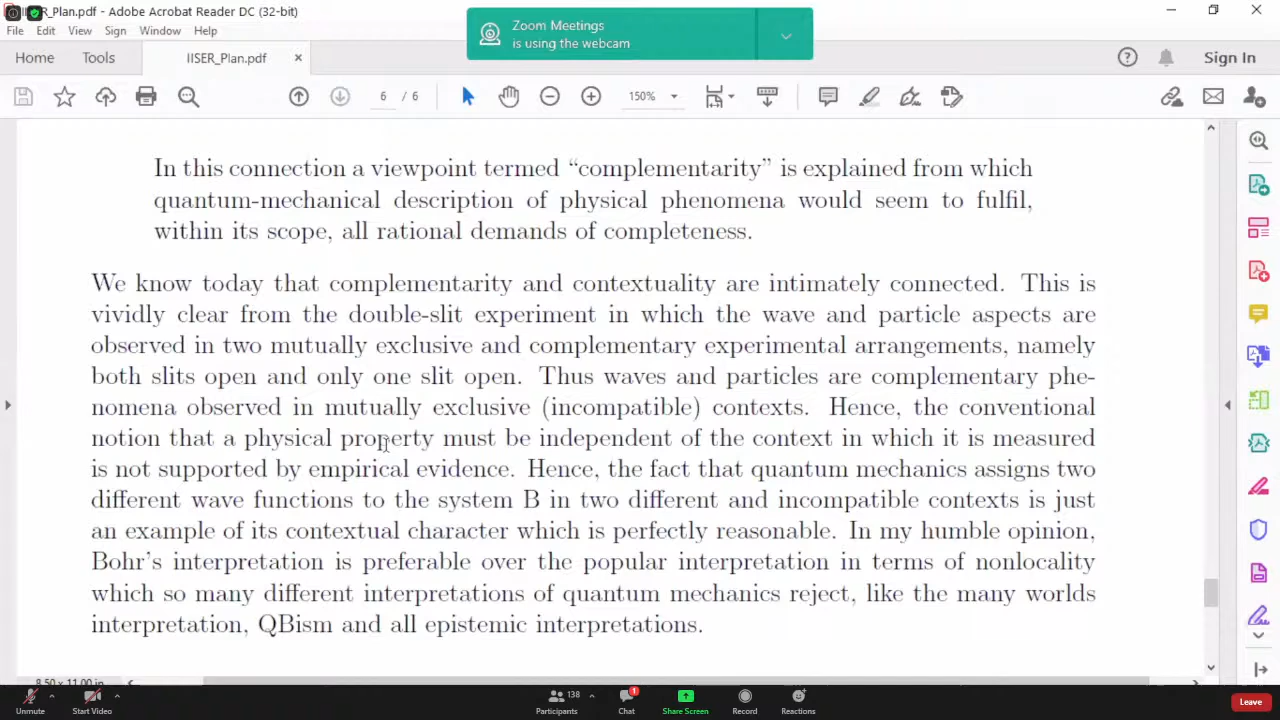 IISER_Plan.pdf - Adobe Acrobat Reader DC (32-bit)
File Edit View Sign Window Help
Zoom Meetings
is using the webcam
Home Tools IISER_Plan.pdf × Sign In
6 / 6 150%
In this connection a viewpoint termed “complementarity” is explained from which
quantum-mechanical description of physical phenomena would seem to fulfil,
within its scope, all rational demands of completeness.
We know today that complementarity and contextuality are intimately connected. This is
vividly clear from the double-slit experiment in which the wave and particle aspects are
observed in two mutually exclusive and complementary experimental arrangements, namely
both slits open and only one slit open. Thus waves and particles are complementary phe-
nomena observed in mutually exclusive (incompatible) contexts. Hence, the conventional
notion that a physical property must be independent of the context in which it is measured
is not supported by empirical evidence. Hence, the fact that quantum mechanics assigns two
different wave functions to the system B in two different and incompatible contexts is just
an example of its contextual character which is perfectly reasonable. In my humble opinion,
Bohr’s interpretation is preferable over the popular interpretation in terms of nonlocality
which so many different interpretations of quantum mechanics reject, like the many worlds
interpretation, QBism and all epistemic interpretations.
8.50 x 11.00 in
138 1
Unmute Start Video Participants Chat Share Screen Record Reactions Leave